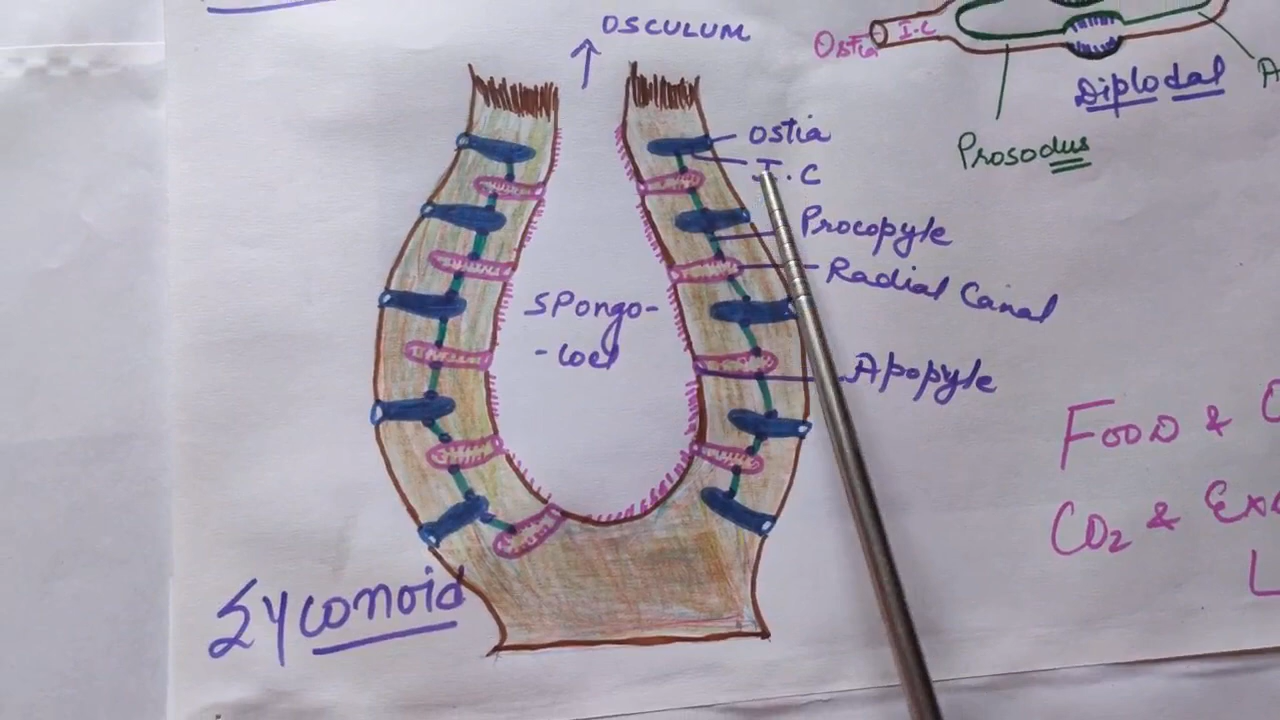 OSCULUM
Ostia
I.C
Diplodal
Prosodus
Ostia
I.C
Procopyle
Radial Canal
SPongo-
-coel
Apopyle
FOOD &
CO2 &
Syconoid